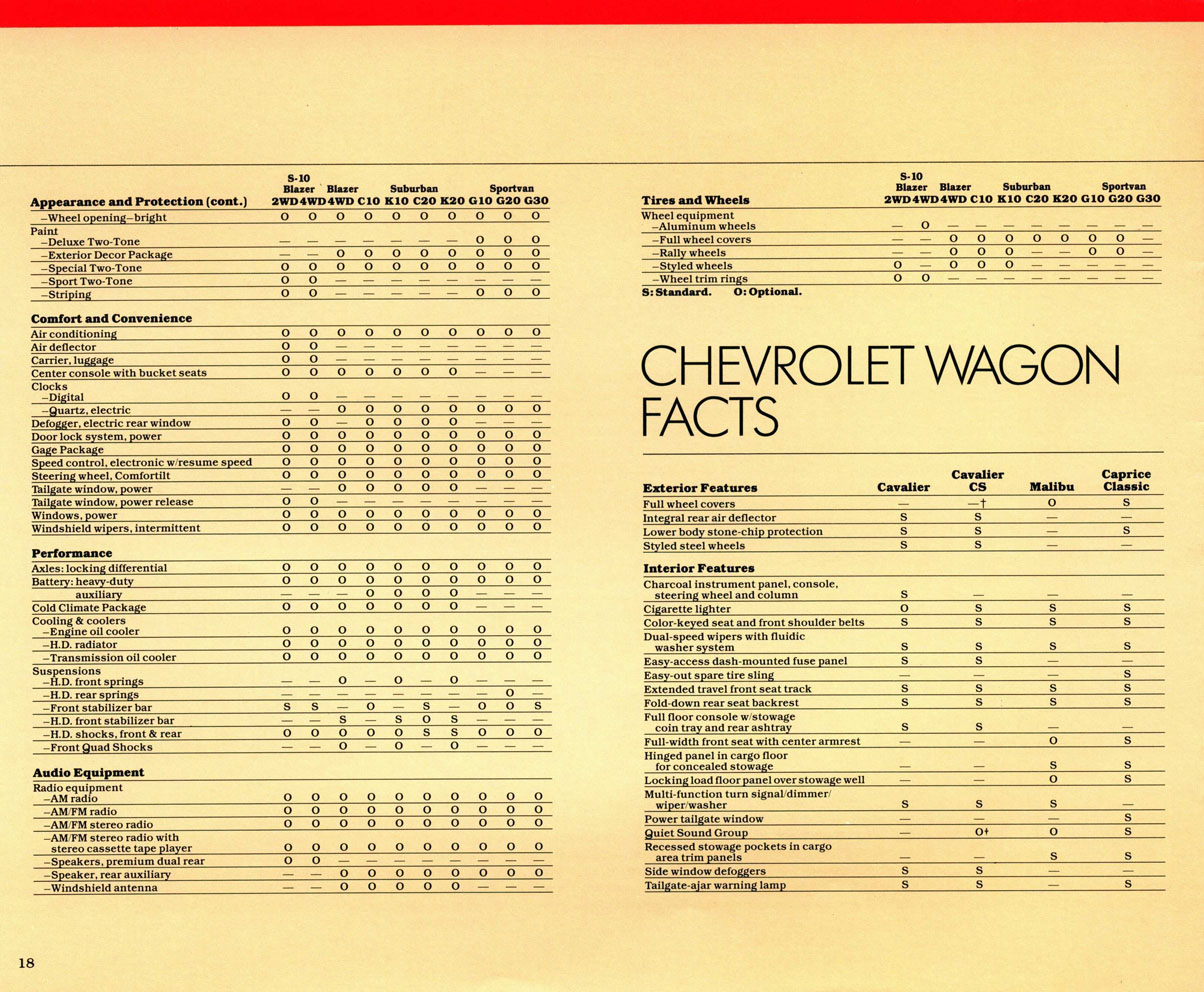 S-10
Blazer Blazer Suburban Sportvan
Appearance and Protection (cont.) 2WD 4WD 4WD C10 K10 C20 K20 G10 G20 G30
–Wheel opening–bright O O O O O O O O O O
Paint
–Deluxe Two-Tone — — — — — — — O O O
–Exterior Decor Package — — O O O O O O O O
–Special Two-Tone O O O O O O O O O O
–Sport Two-Tone O O — — — — — — — —
–Striping O O — — — — — O O O
Comfort and Convenience
Air conditioning O O O O O O O O O O
Air deflector O O — — — — — — — —
Carrier, luggage O O — — — — — — — —
Center console with bucket seats O O O O O O O — — —
Clocks
–Digital O O — — — — — — — —
–Quartz, electric — — O O O O O O O O
Defogger, electric rear window O O — O O O O — — —
Door lock system, power O O O O O O O O O O
Gage Package O O O O O O O O O O
Speed control, electronic w/resume speed O O O O O O O O O O
Steering wheel, Comfortilt O O O O O O O O O O
Tailgate window, power — — O O O O O — — —
Tailgate window, power release O O — — — — — — — —
Windows, power O O O O O O O O O O
Windshield wipers, intermittent O O O O O O O O O O
Performance
Axles: locking differential O O O O O O O O O O
Battery: heavy-duty O O O O O O O O O O
auxiliary — — — O O O O — — —
Cold Climate Package O O O O O O O — — —
Cooling & coolers
–Engine oil cooler O O O O O O O O O O
–H.D. radiator O O O O O O O O O O
–Transmission oil cooler O O O O O O O O O O
Suspensions
–H.D. front springs — — O — O — O — — —
–H.D. rear springs — — — — — — — — O —
–Front stabilizer bar S S — O — S — O O S
–H.D. front stabilizer bar — — S — S O S — — —
–H.D. shocks, front & rear O O O O O S S O O O
–Front Quad Shocks — — O — O — O — — —
Audio Equipment
Radio equipment
–AM radio O O O O O O O O O O
–AM/FM radio O O O O O O O O O O
–AM/FM stereo radio O O O O O O O O O O
–AM/FM stereo radio with
stereo cassette tape player O O O O O O O O O O
–Speakers, premium dual rear O O — — — — — — — —
–Speaker, rear auxiliary — — O O O O O O O O
–Windshield antenna — — O O O O O — — —
18
S-10
Blazer Blazer Suburban Sportvan
Tires and Wheels 2WD 4WD 4WD C10 K10 C20 K20 G10 G20 G30
Wheel equipment
–Aluminum wheels — O — — — — — — — —
–Full wheel covers — — O O O O O O O —
–Rally wheels — — O O O — — O O —
–Styled wheels O — O O O — — — — —
–Wheel trim rings O O — — — — — — — —
S: Standard. O: Optional.
CHEVROLET WAGON
FACTS
Cavalier Caprice
Exterior Features Cavalier CS Malibu Classic
Full wheel covers — —† O S
Integral rear air deflector S S — —
Lower body stone-chip protection S S — S
Styled steel wheels S S — —
Interior Features
Charcoal instrument panel, console,
steering wheel and column S — — —
Cigarette lighter O S S S
Color-keyed seat and front shoulder belts S S S S
Dual-speed wipers with fluidic
washer system S S S S
Easy-access dash-mounted fuse panel S S — —
Easy-out spare tire sling — — — S
Extended travel front seat track S S S S
Fold-down rear seat backrest S S S S
Full floor console w/stowage
coin tray and rear ashtray S S — —
Full-width front seat with center armrest — — O S
Hinged panel in cargo floor
for concealed stowage — — S S
Locking load floor panel over stowage well — — O S
Multi-function turn signal/dimmer/
wiper/washer S S S —
Power tailgate window — — — S
Quiet Sound Group — O† O S
Recessed stowage pockets in cargo
area trim panels — — S S
Side window defoggers S S — —
Tailgate-ajar warning lamp S S — S